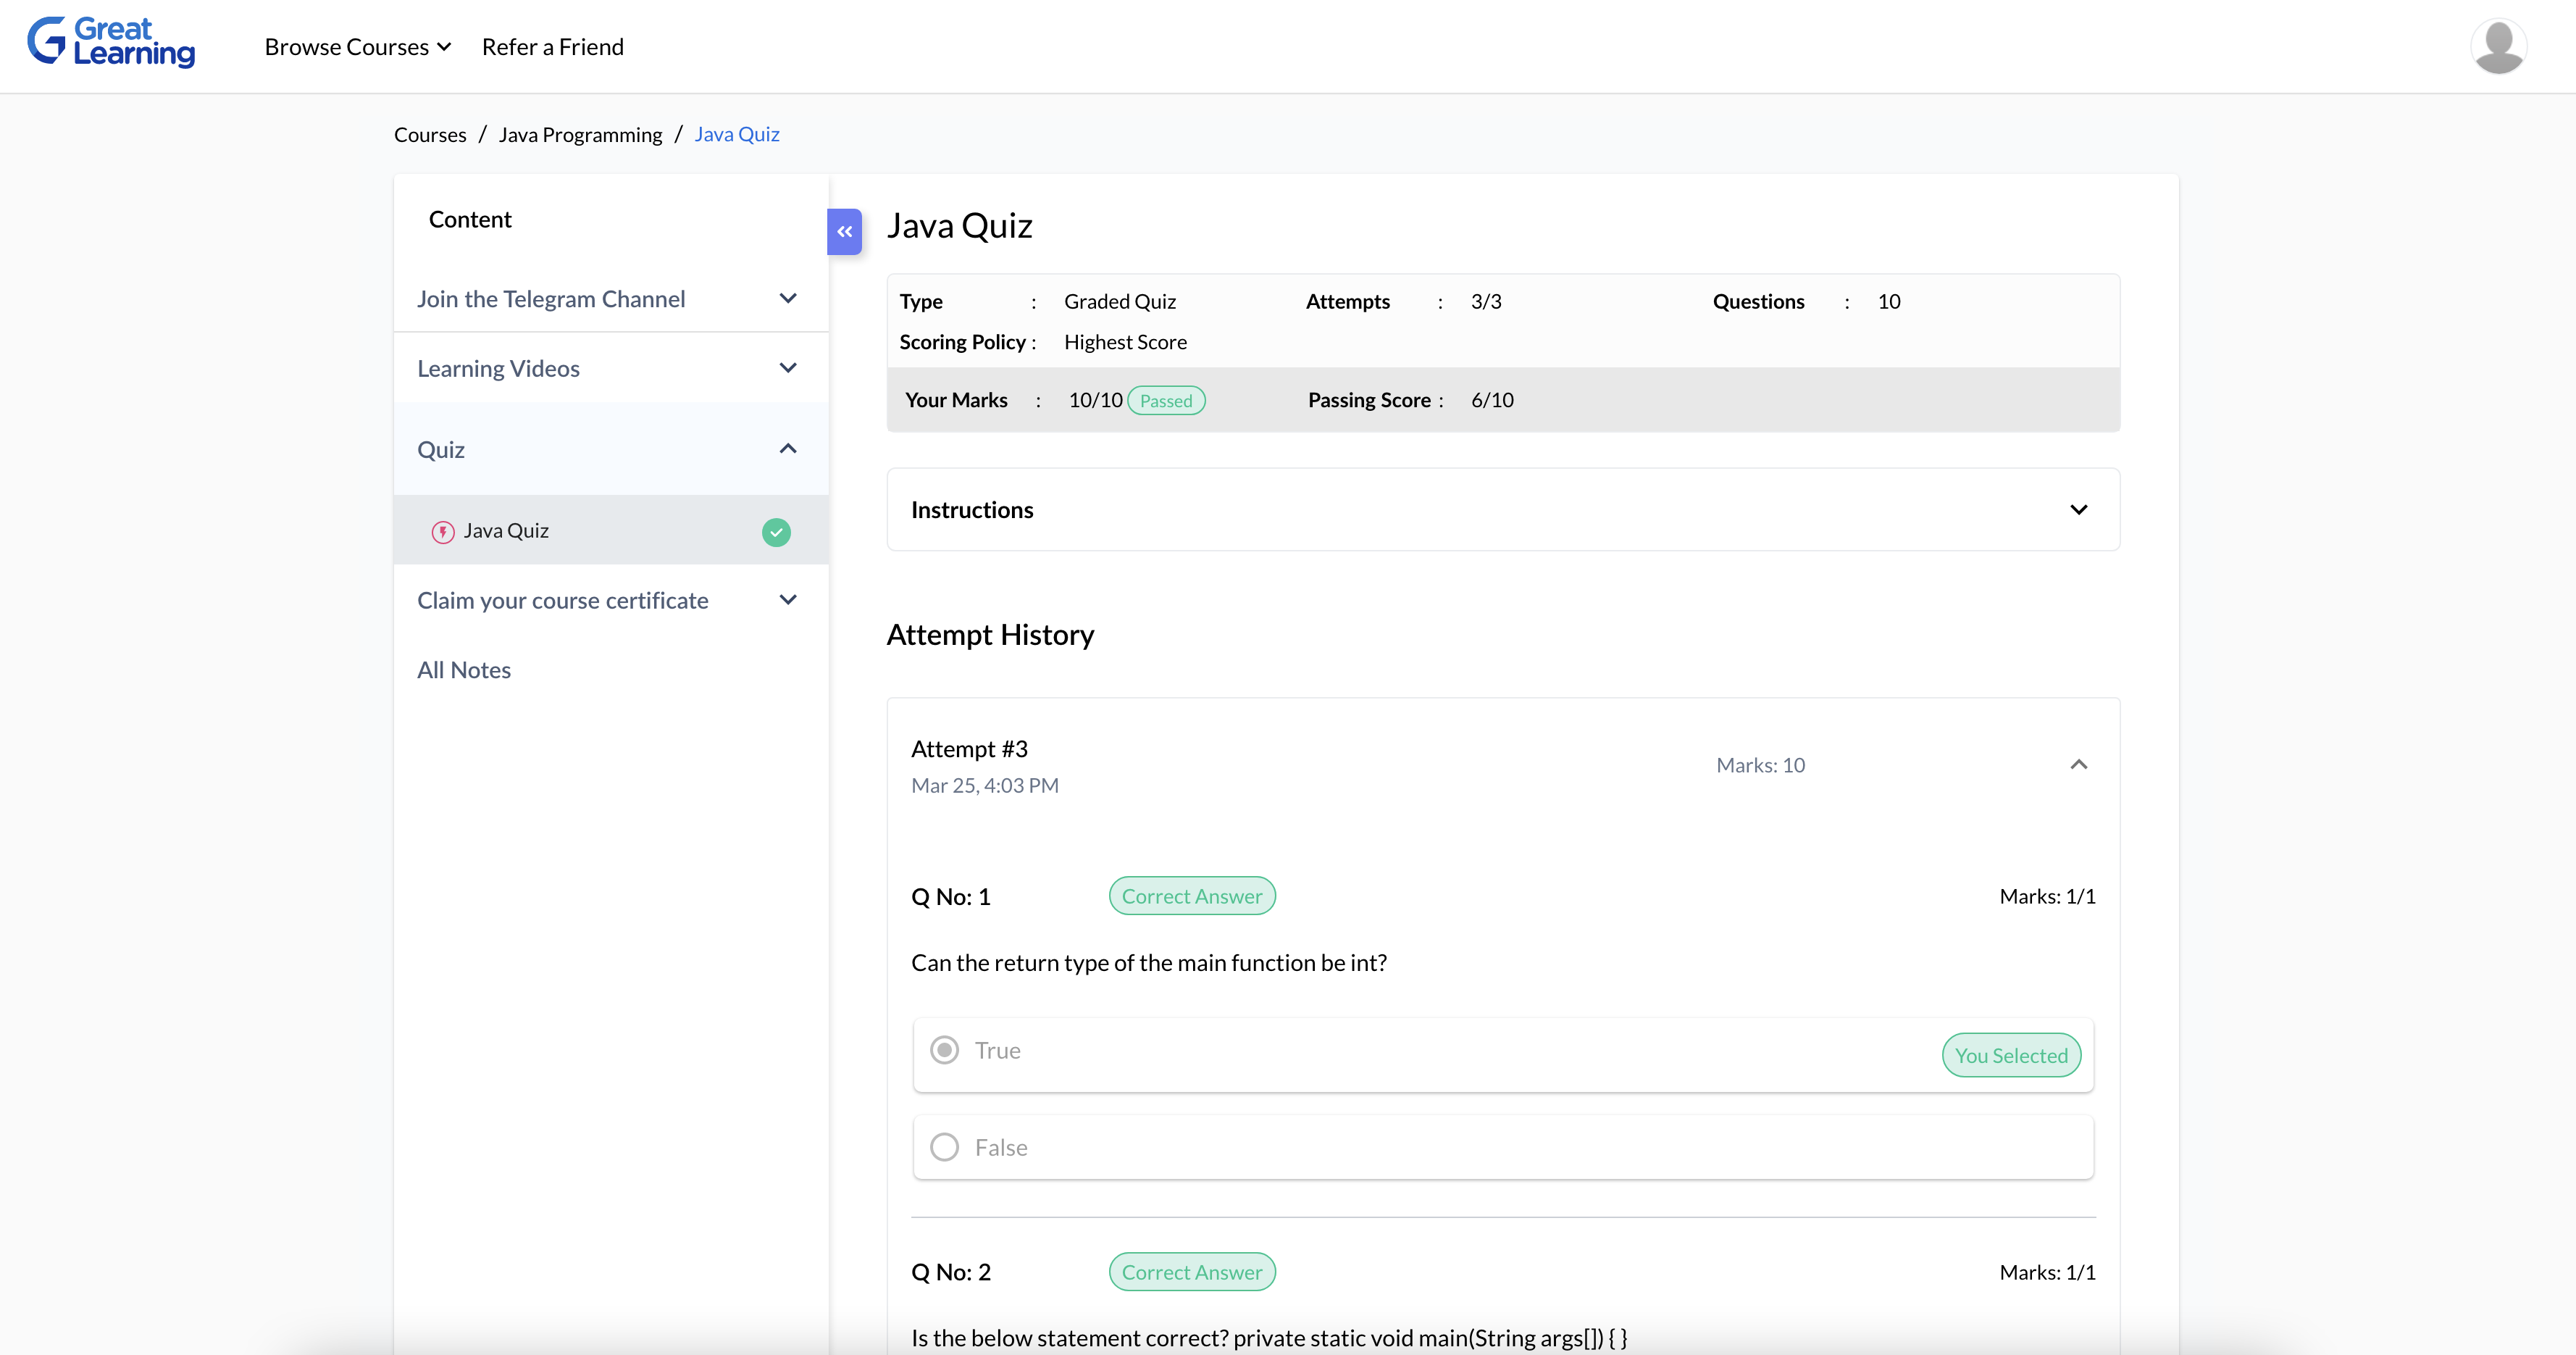 Great Learning
Browse Courses Refer a Friend
Courses / Java Programming / Java Quiz
Content
Join the Telegram Channel
Learning Videos
Quiz
Java Quiz
Claim your course certificate
All Notes
Java Quiz
Type : Graded Quiz Attempts : 3/3 Questions : 10
Scoring Policy : Highest Score
Your Marks : 10/10 Passed Passing Score : 6/10
Instructions
Attempt History
Attempt #3
Mar 25, 4:03 PM
Marks: 10
Q No: 1 Correct Answer Marks: 1/1
Can the return type of the main function be int?
True You Selected
False
Q No: 2 Correct Answer Marks: 1/1
Is the below statement correct? private static void main(String args[]) { }